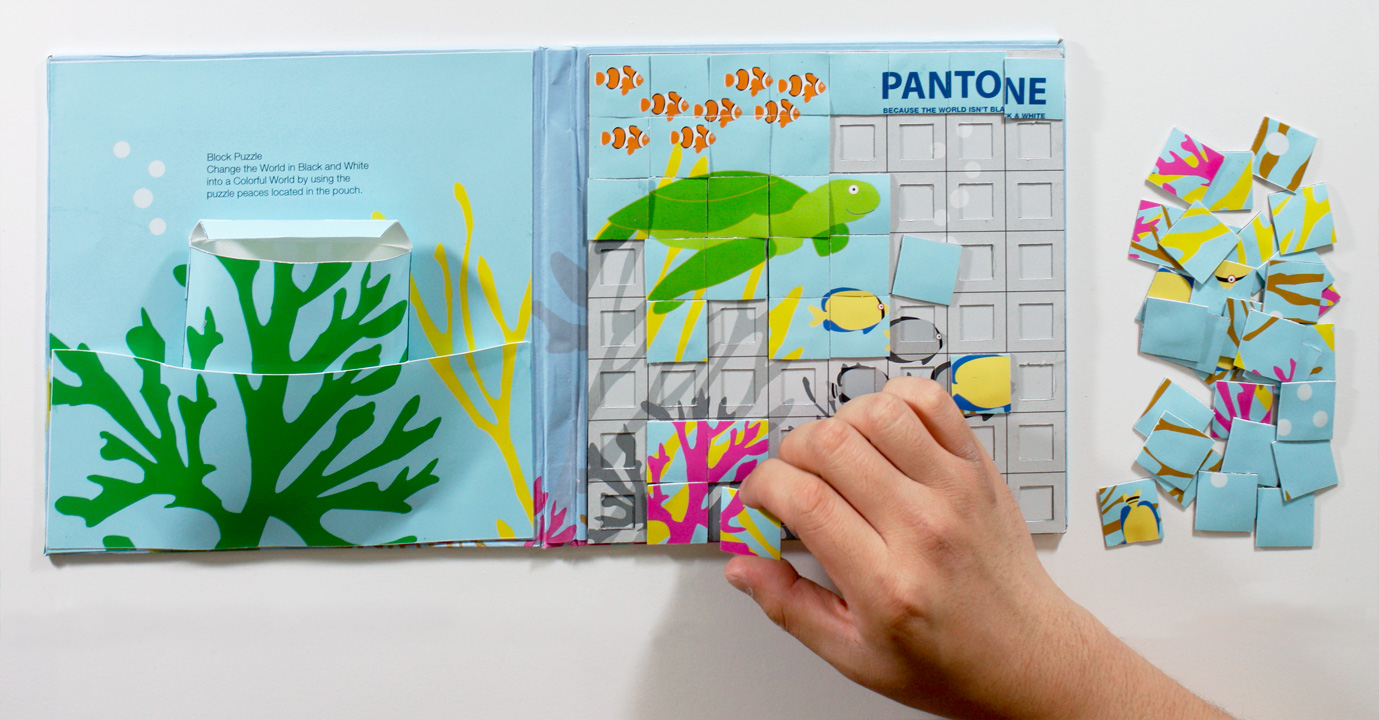 Block Puzzle
Change the World in Black and White
into a Colorful World by using the
puzzle peaces located in the pouch.
PANTONE
BECAUSE THE WORLD ISN'T BLACK & WHITE